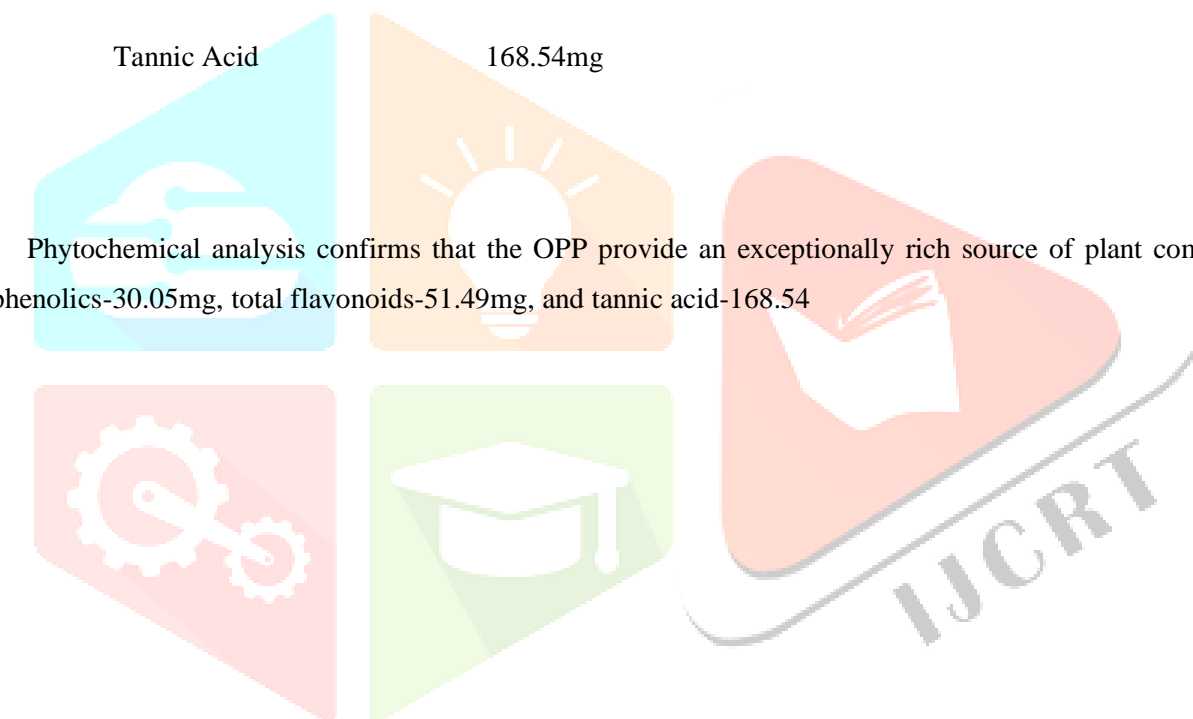 Tannic Acid 168.54mg
Phytochemical analysis confirms that the OPP provide an exceptionally rich source of plant con
phenolics-30.05mg, total flavonoids-51.49mg, and tannic acid-168.54
IJCRT